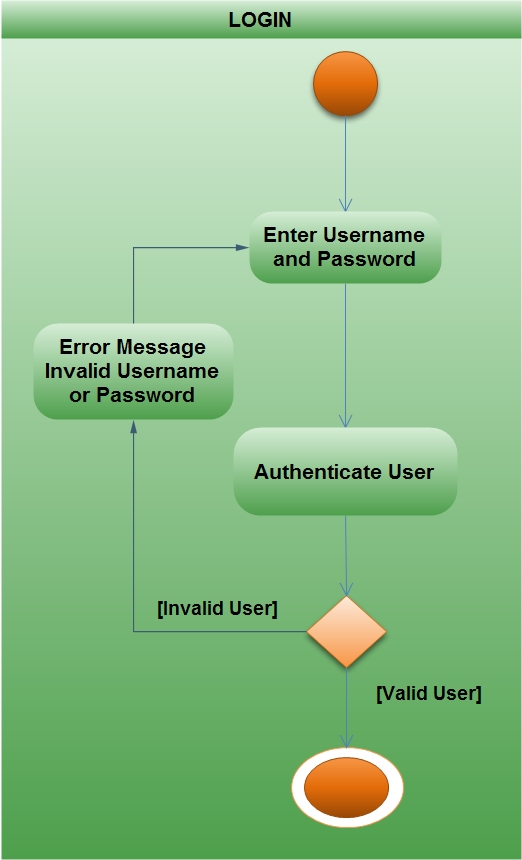 LOGIN
Enter Username
and Password
Error Message
Invalid Username
or Password
Authenticate User
[Invalid User]
[Valid User]